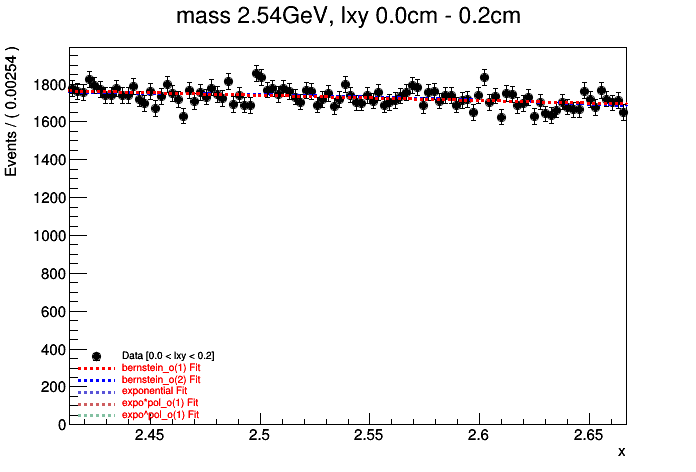 mass 2.54GeV, lxy 0.0cm - 0.2cm
Events / ( 0.00254 )
1800
1600
1400
1200
1000
800
600
400
200
0
Data [0.0 < lxy < 0.2]
bernstein_o(1) Fit
bernstein_o(2) Fit
exponential Fit
expo*pol_o(1) Fit
expo^pol_o(1) Fit
2.45 2.5 2.55 2.6 2.65
x